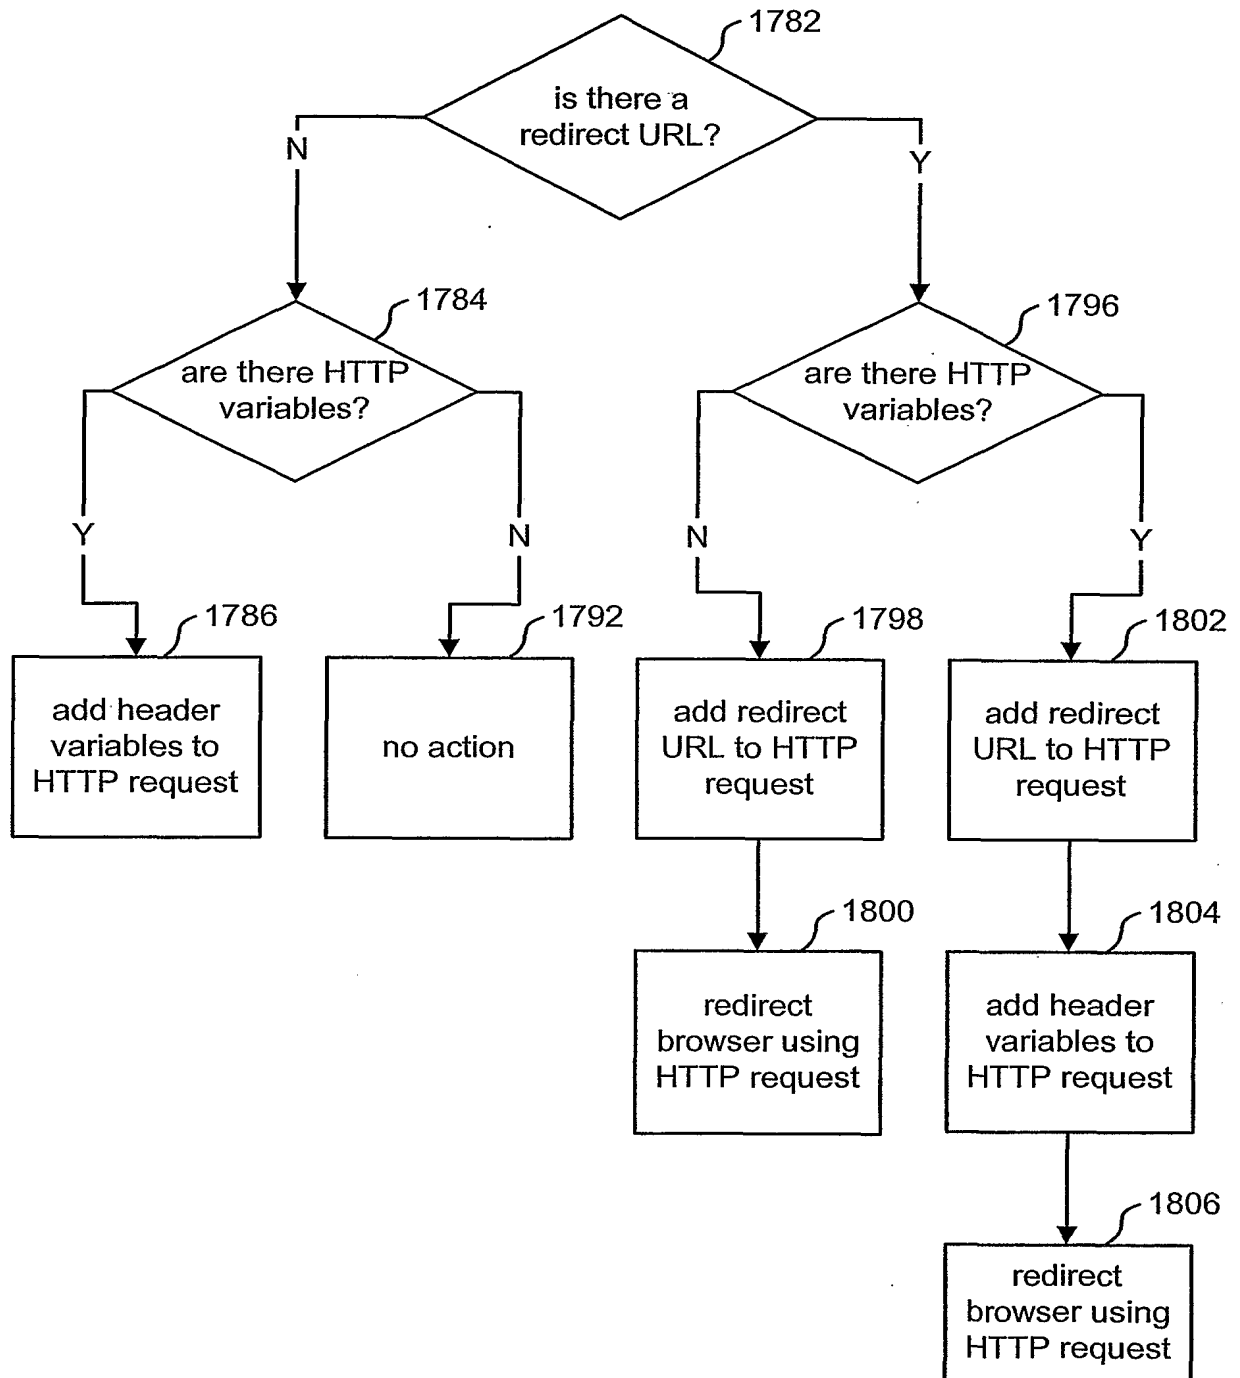 1782
is there a
redirect URL?
N
Y
1784
1796
are there HTTP
variables?
are there HTTP
variables?
Y
N
N
Y
1786
1792
1798
1802
add header
variables to
HTTP request
no action
add redirect
URL to HTTP
request
add redirect
URL to HTTP
request
1800
1804
redirect
browser using
HTTP request
add header
variables to
HTTP request
1806
redirect
browser using
HTTP request